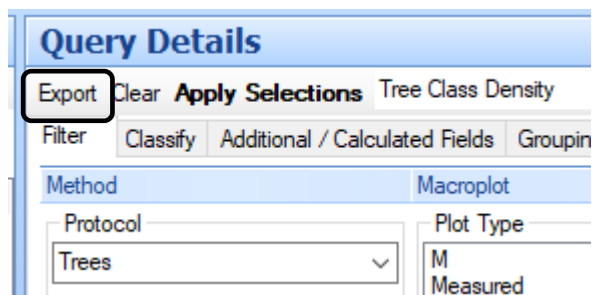 Query Details
Export Clear Apply Selections Tree Class Density
Filter Classify Additional / Calculated Fields Groupin
Method Macroplot
Protocol Plot Type
Trees M
Measured